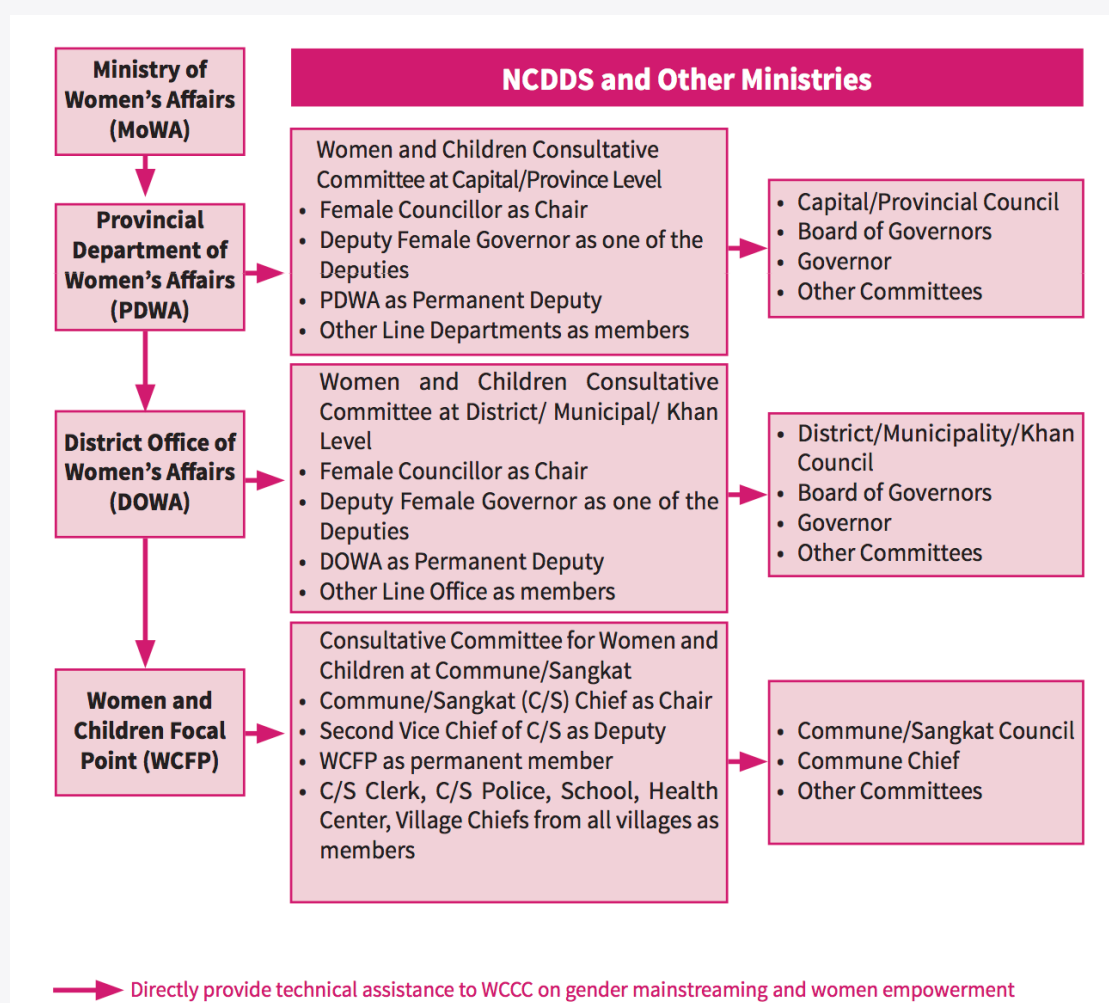 Ministry of
Women's Affairs
(MoWA)
NCDDS and Other Ministries
Provincial
Department of
Women's Affairs
(PDWA)
Women and Children Consultative
Committee at Capital/Province Level
• Female Councillor as Chair
• Deputy Female Governor as one of the
Deputies
• PDWA as Permanent Deputy
• Other Line Departments as members
• Capital/Provincial Council
• Board of Governors
• Governor
• Other Committees
District Office of
Women's Affairs
(DOWA)
Women and Children Consultative
Committee at District/ Municipal/ Khan
Level
• Female Councillor as Chair
• Deputy Female Governor as one of the
Deputies
• DOWA as Permanent Deputy
• Other Line Office as members
• District/Municipality/Khan
Council
• Board of Governors
• Governor
• Other Committees
Women and
Children Focal
Point (WCFP)
Consultative Committee for Women and
Children at Commune/Sangkat
• Commune/Sangkat (C/S) Chief as Chair
• Second Vice Chief of C/S as Deputy
• WCFP as permanent member
• C/S Clerk, C/S Police, School, Health
Center, Village Chiefs from all villages as
members
• Commune/Sangkat Council
• Commune Chief
• Other Committees
Directly provide technical assistance to WCCC on gender mainstreaming and women empowerment